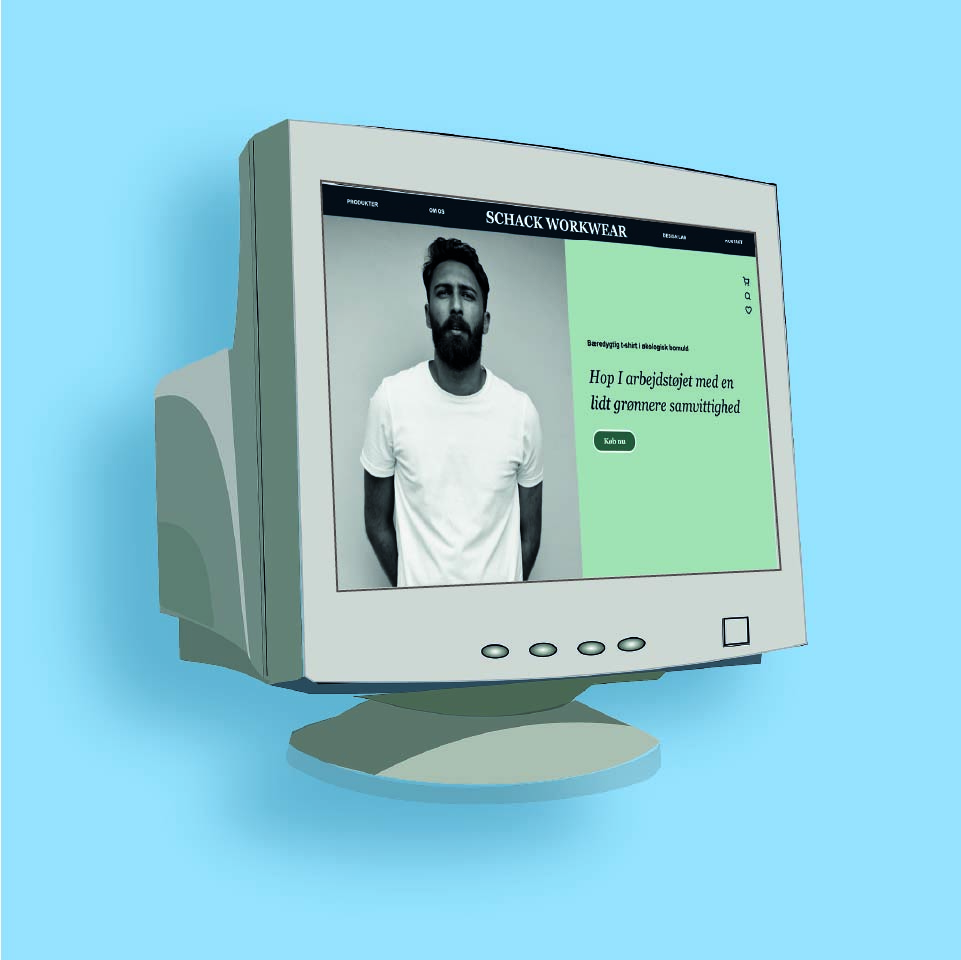 PRODUKTER OM OS SCHACK WORKWEAR DESIGN LAB KONTAKT
Bæredygtig t-shirt i økologisk bomuld
Hop I arbejdstøjet med en
lidt grønnere samvittighed
Køb nu